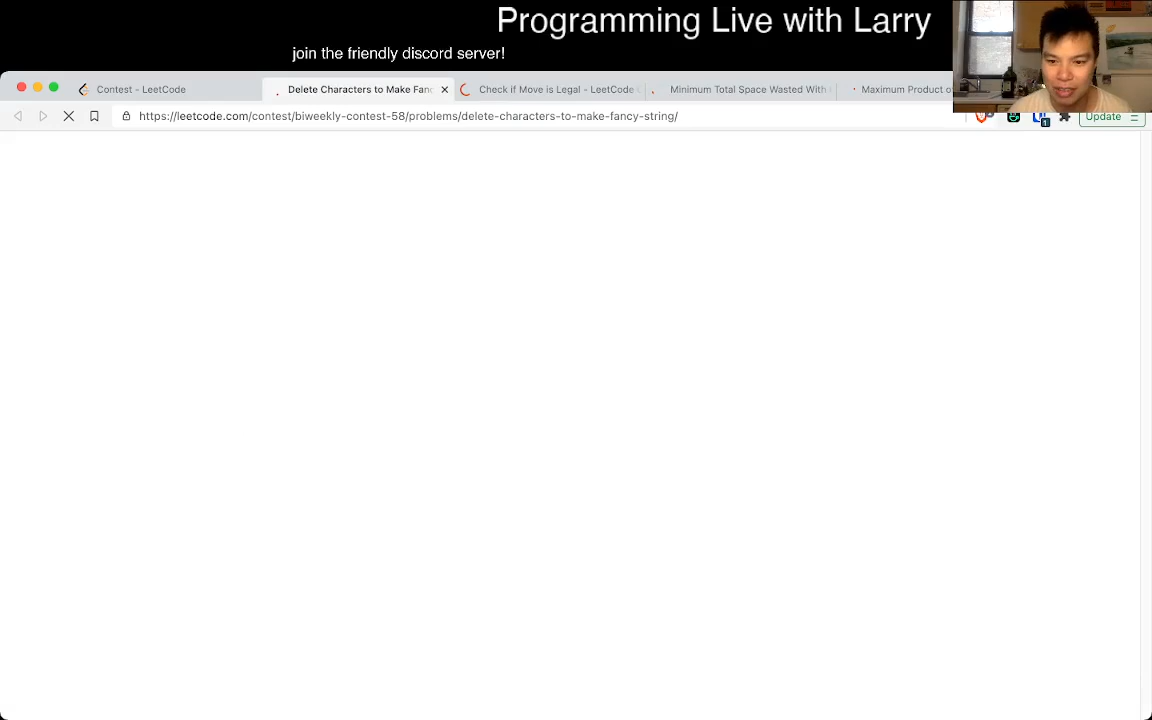 Programming Live with Larry
join the friendly discord server!
Contest - LeetCode
Delete Characters to Make Fanc
Check if Move is Legal - LeetCode
Minimum Total Space Wasted With
Maximum Product o
https://leetcode.com/contest/biweekly-contest-58/problems/delete-characters-to-make-fancy-string/
1
Update